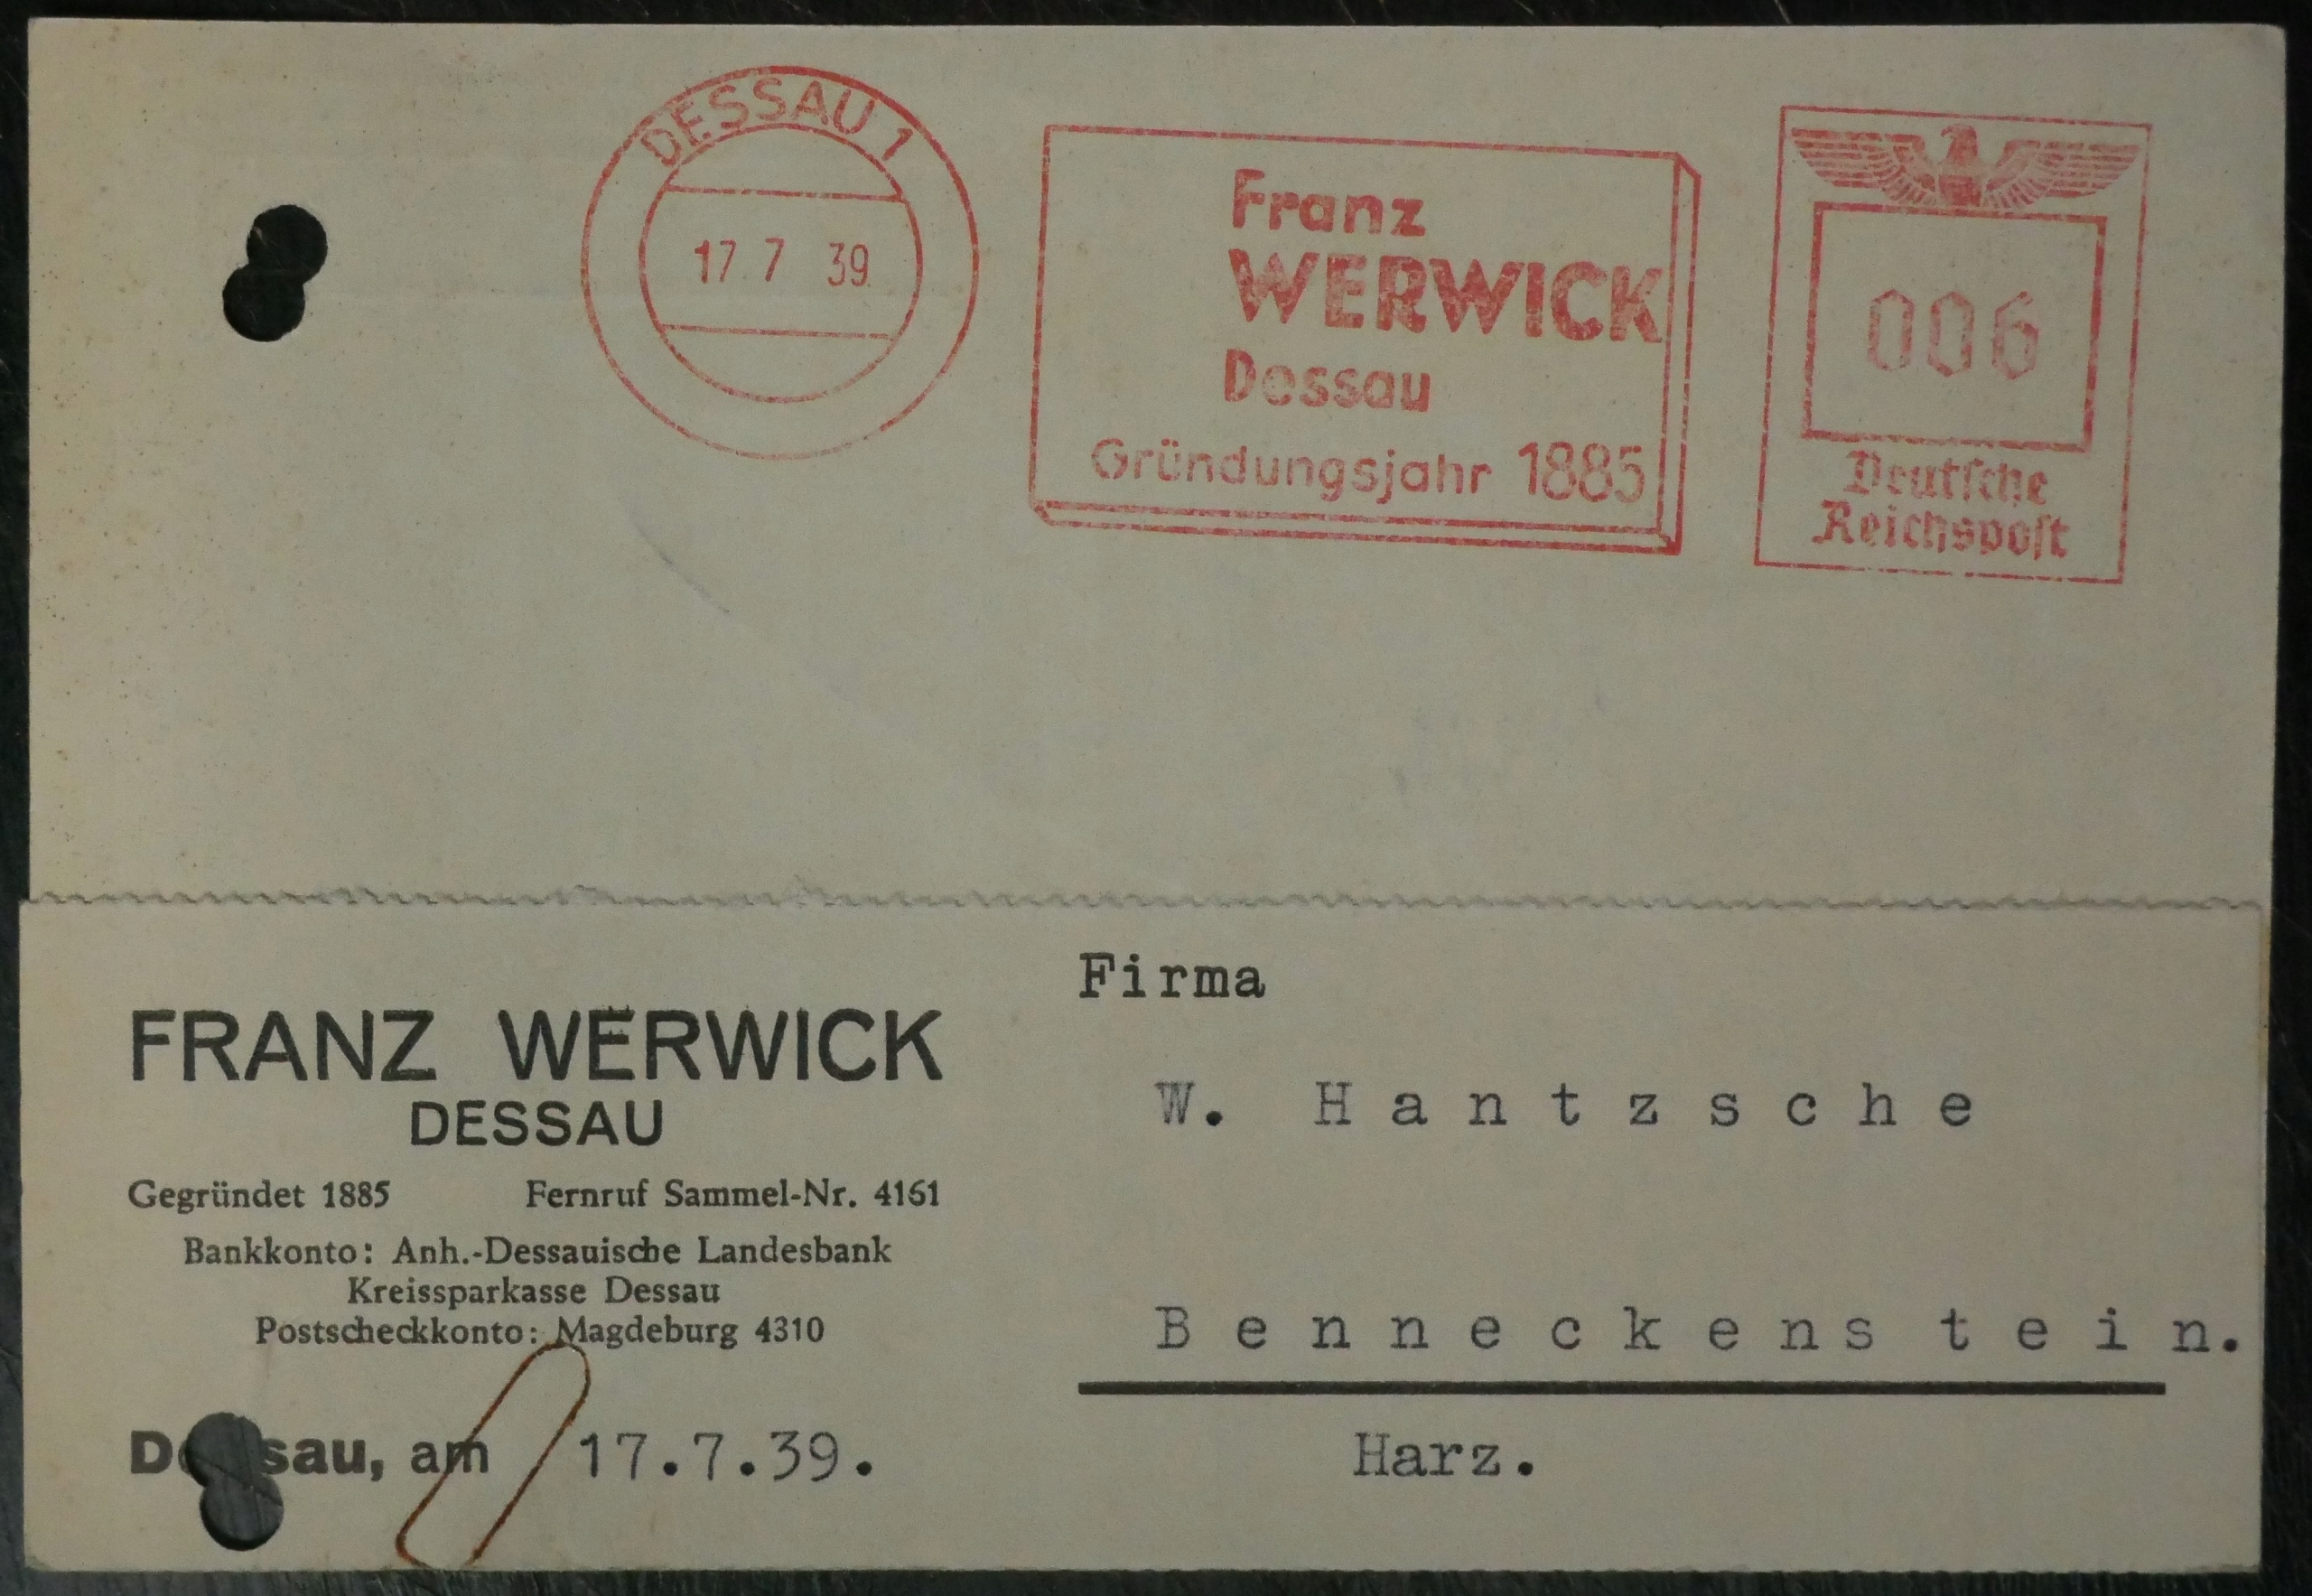 DESSAU 1
17.7 39
Franz
WERWICK
Dessau
Gründungsjahr 1885
006
Deutsche
Reichspost
Firma
W. Hantzsche
Benneckenstein.
Harz.
FRANZ WERWICK
DESSAU
Gegründet 1885 Fernruf Sammel-Nr. 4161
Bankkonto: Anh.-Dessauische Landesbank
Kreissparkasse Dessau
Postscheckkonto: Magdeburg 4310
Dessau, am 17.7.39.